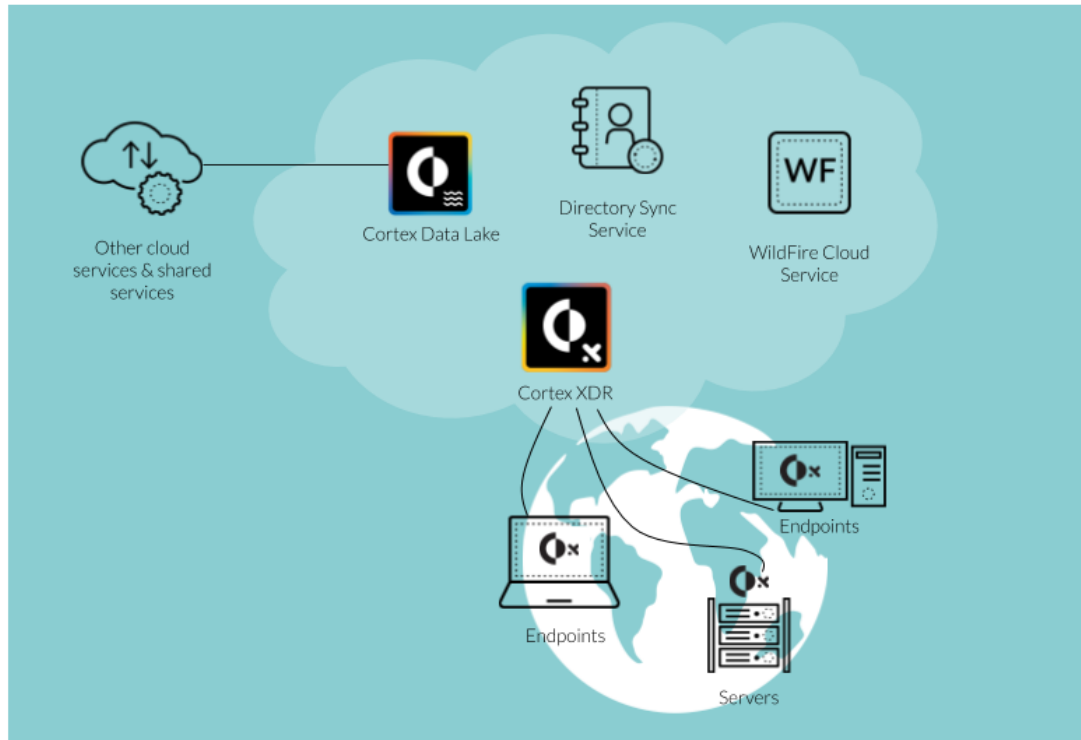 WF
Directory Sync
Service
Cortex Data Lake
WildFire Cloud
Service
Other cloud
services & shared
services
Cortex XDR
Endpoints
Endpoints
Servers